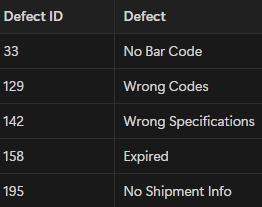 Defect ID Defect
33 No Bar Code
129 Wrong Codes
142 Wrong Specifications
158 Expired
195 No Shipment Info